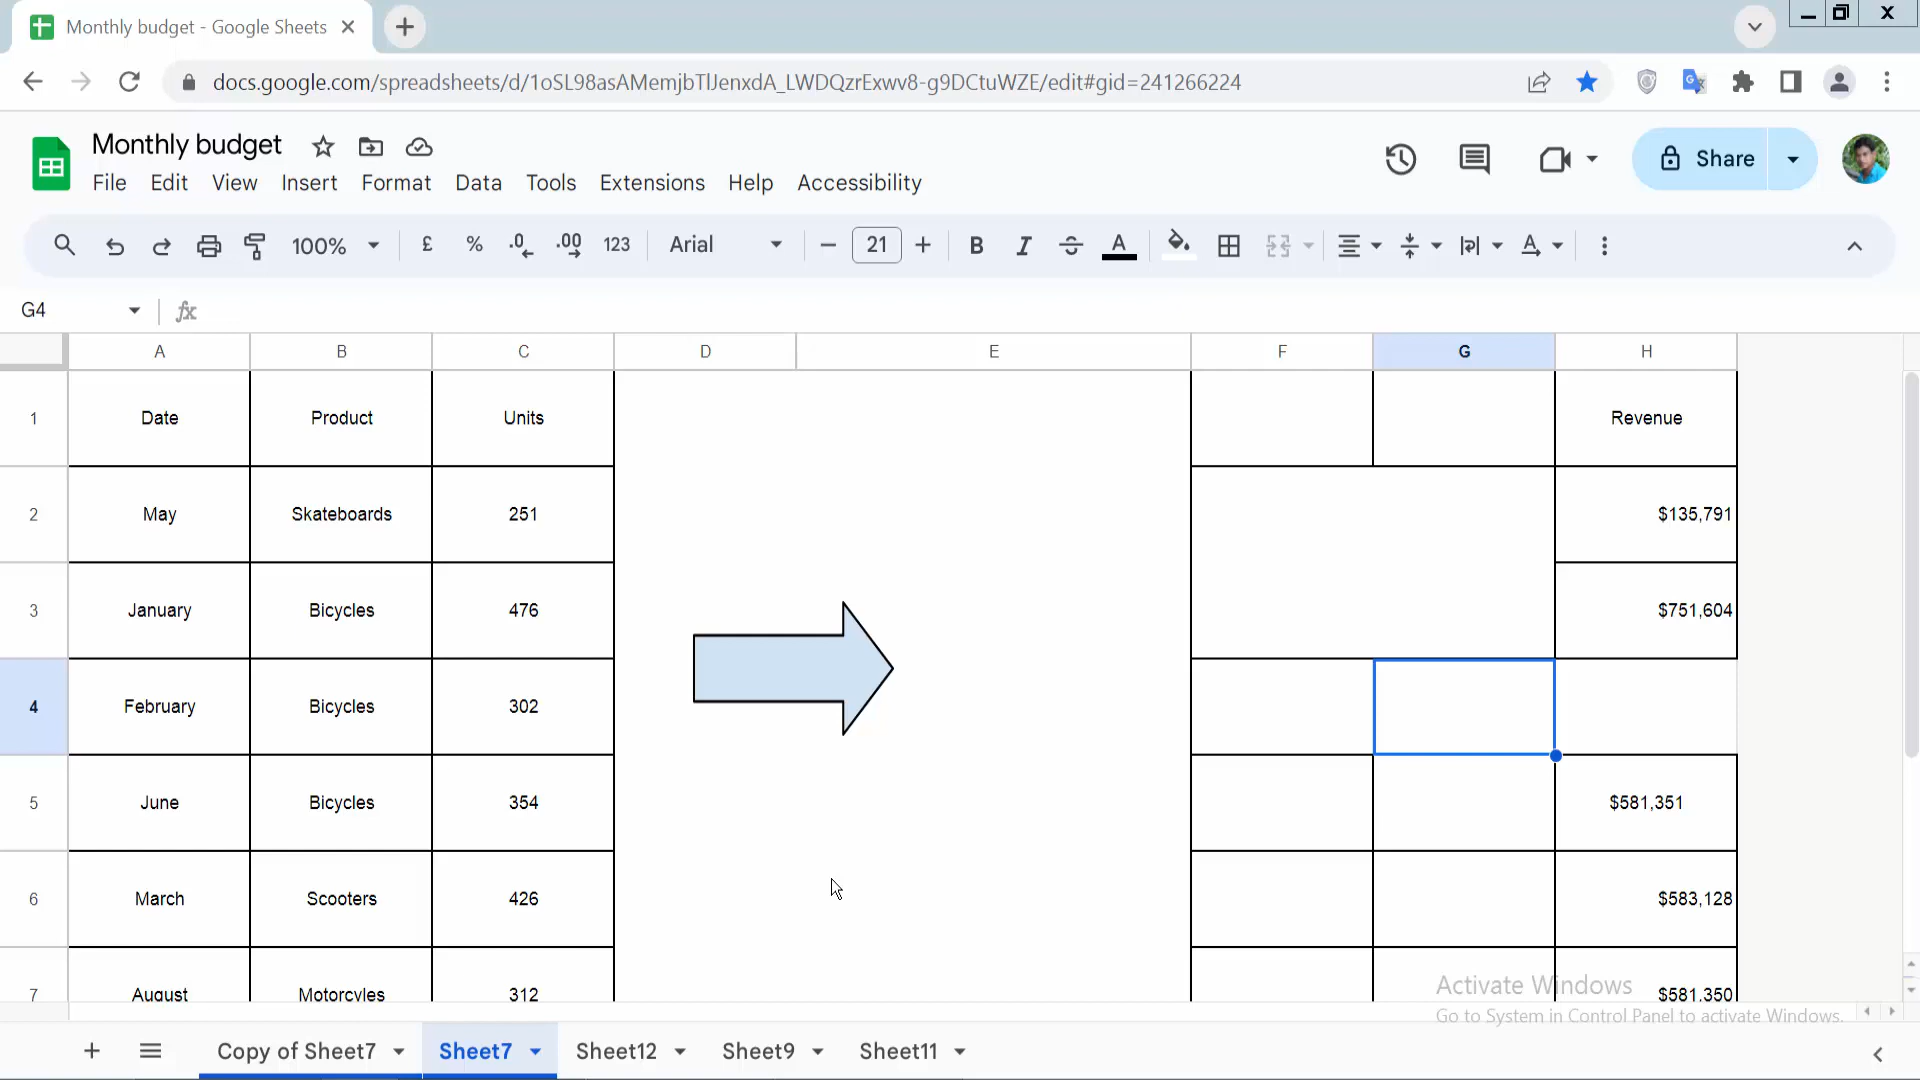 Monthly budget - Google Sheets
docs.google.com/spreadsheets/d/1oSL98asAMemjbTlJenxdA_LWDQzrExwv8-g9DCtuWZE/edit#gid=241266224
Monthly budget
File Edit View Insert Format Data Tools Extensions Help Accessibility
Share
100% £ % .0 .00 123 Arial 21 B I S A
G4 fx
A B C D E F G H
1 Date Product Units Revenue
2 May Skateboards 251 $135,791
3 January Bicycles 476 $751,604
4 February Bicycles 302
5 June Bicycles 354 $581,351
6 March Scooters 426 $583,128
7 August Motorcyles 312 $581,350
Activate Windows
Go to System in Control Panel to activate Windows.
Copy of Sheet7 Sheet7 Sheet12 Sheet9 Sheet11